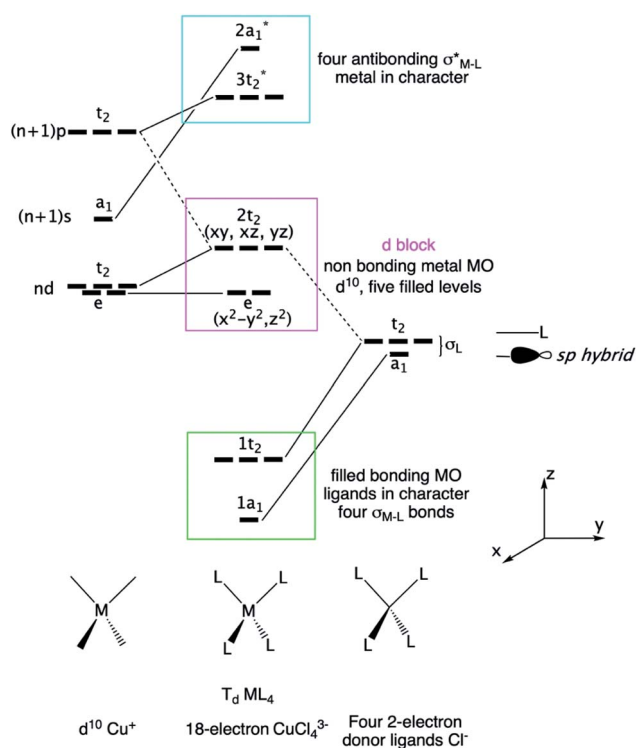 2a₁*
four antibonding σ*M-L
metal in character
3t₂*
t₂
(n+1)p
a₁
(n+1)s
2t₂
(xy, xz, yz)
d block
non bonding metal MO
d¹⁰, five filled levels
t₂
nd
e
e
(x²-y²,z²)
t₂
}σL
a₁
L
sp hybrid
1t₂
filled bonding MO
ligands in character
four σM-L bonds
1a₁
z
y
x
M
L L
M
L L
L L
L L
Td ML₄
d¹⁰ Cu⁺
18-electron CuCl₄³⁻
Four 2-electron
donor ligands Cl⁻